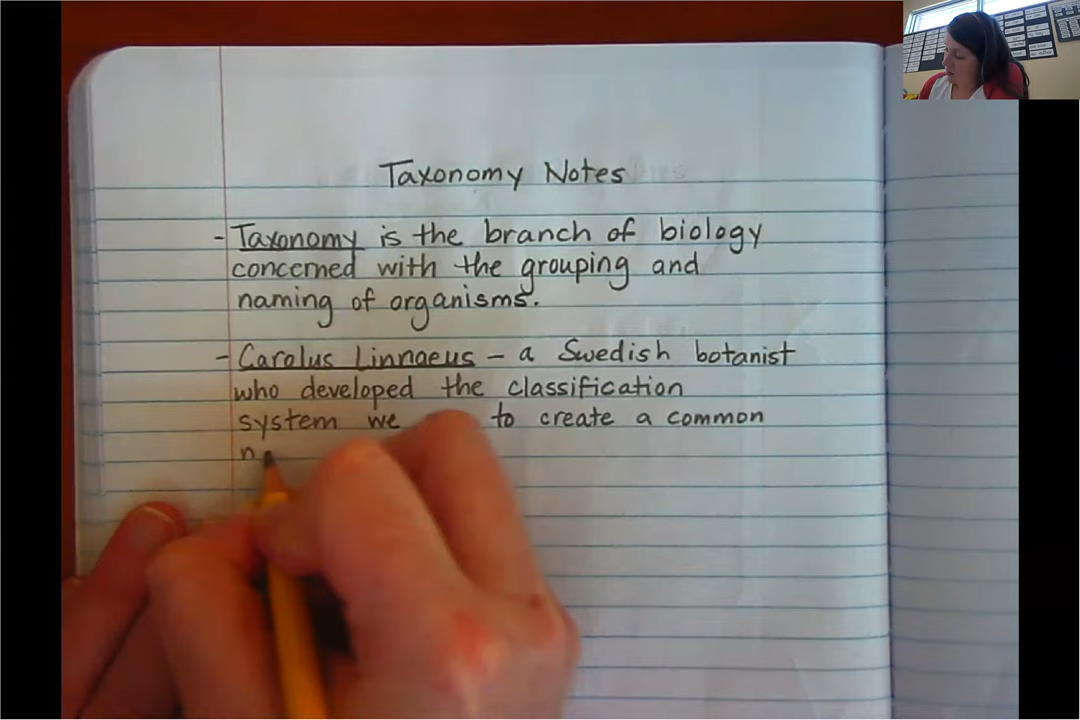 Taxonomy Notes
- Taxonomy is the branch of biology
concerned with the grouping and
naming of organisms.
- Carolus Linnaeus - a Swedish botanist
who developed the classification
system we to create a common
n